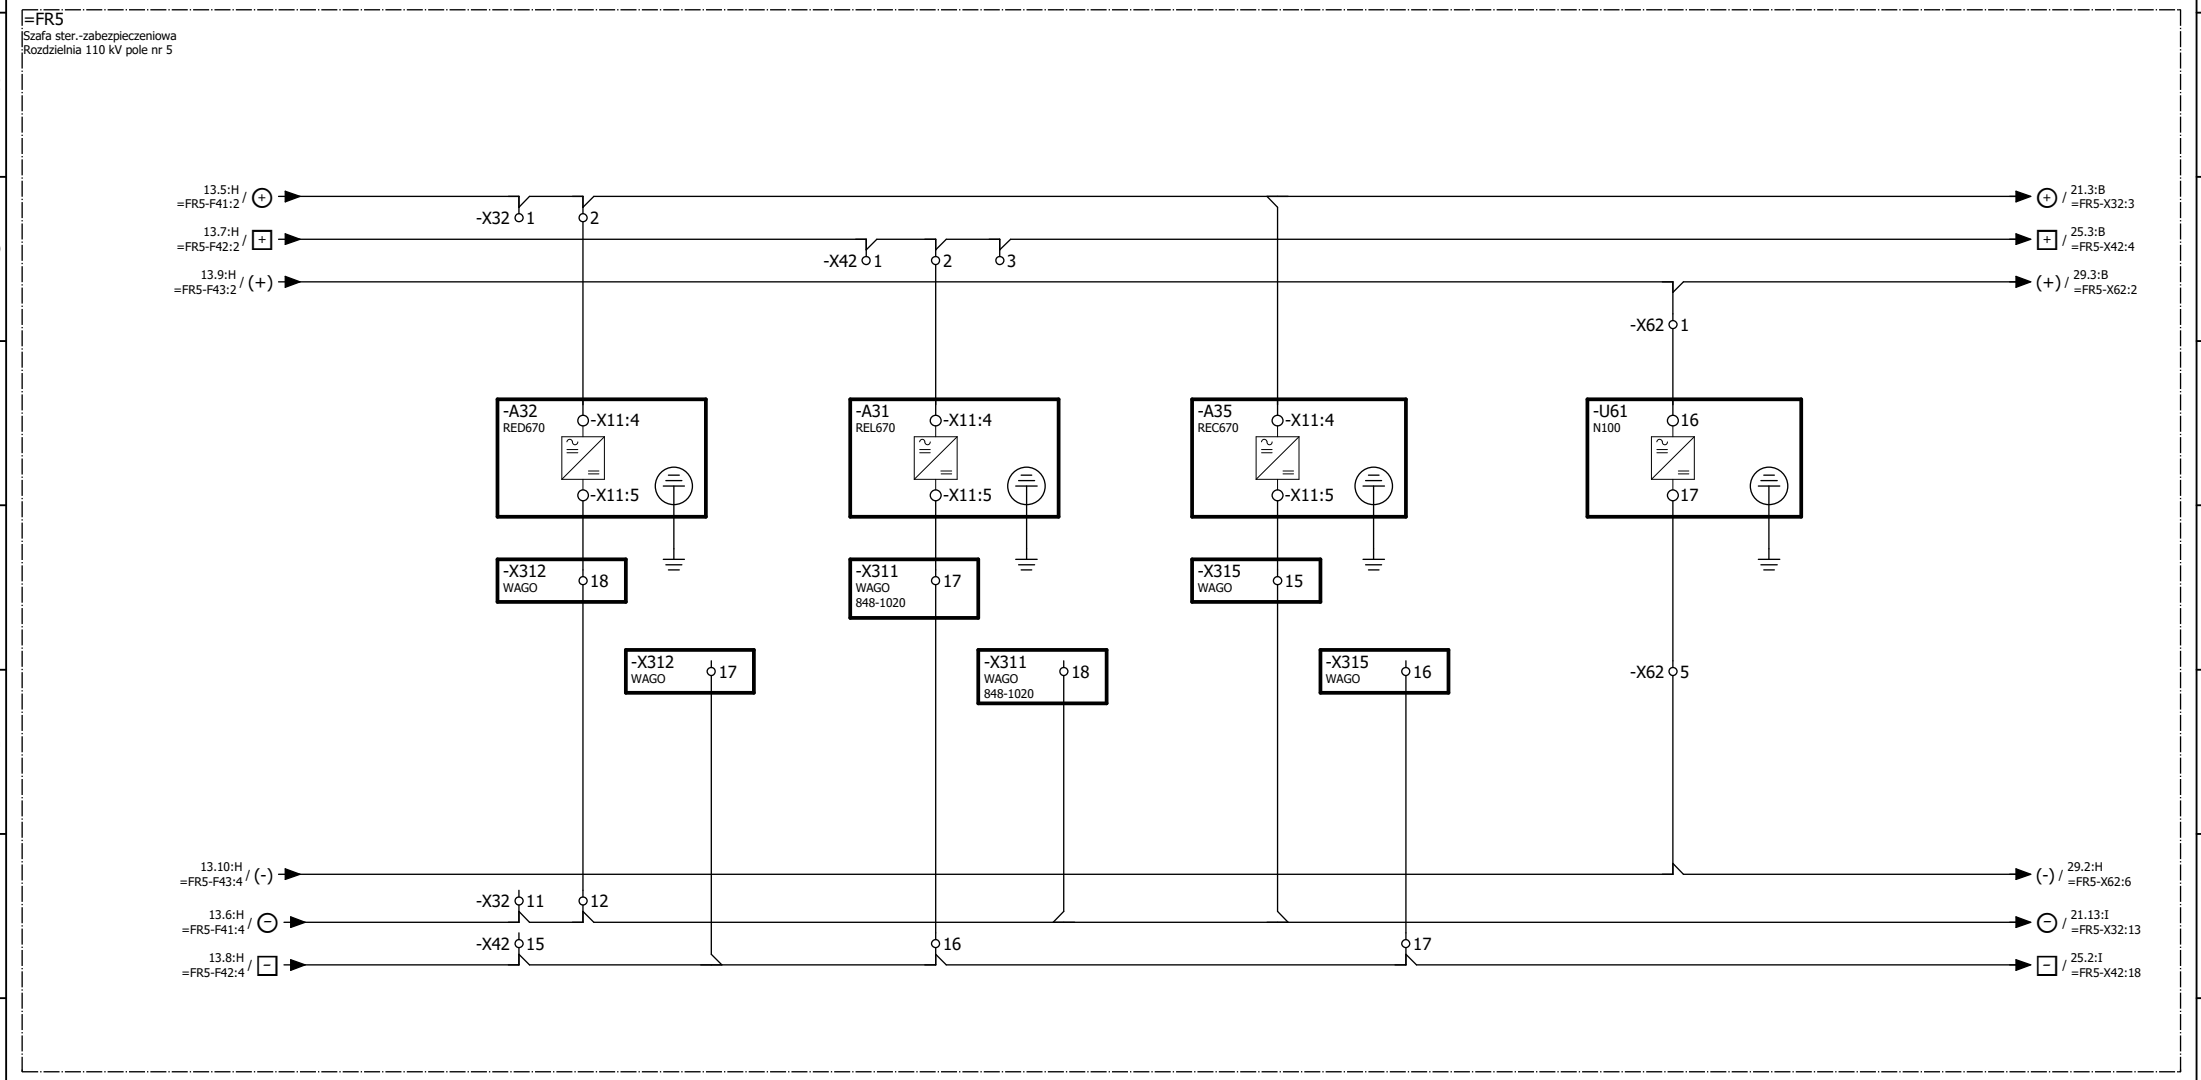 =FR5
Szafa ster.-zabezpieczeniowa
Rozdzielnia 110 kV pole nr 5
13.5:H
=FR5-F41:2 / +
-X32 1 2
+ / 21.3:B
=FR5-X32:3
13.7:H
=FR5-F42:2 / +
-X42 1 2 3
+ / 25.3:B
=FR5-X42:4
13.9:H
=FR5-F43:2 / (+)
(+) / 29.3:B
=FR5-X62:2
-X62 1
-A32
RED670
-X11:4
-X11:5
-A31
REL670
-X11:4
-X11:5
-A35
REC670
-X11:4
-X11:5
-U61
N100
16
17
-X312
WAGO
18
-X311
WAGO
848-1020
17
-X315
WAGO
15
-X312
WAGO
17
-X311
WAGO
848-1020
18
-X315
WAGO
16
-X62 5
13.10:H
=FR5-F43:4 / (-)
(-) / 29.2:H
=FR5-X62:6
-X32 11 12
13.6:H
=FR5-F41:4 / −
− / 21.13:I
=FR5-X32:13
-X42 15 16 17
13.8:H
=FR5-F42:4 / −
− / 25.2:I
=FR5-X42:18